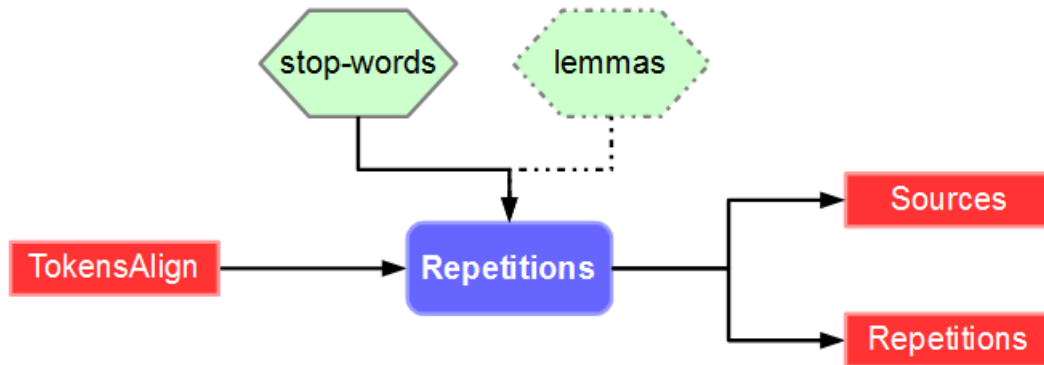 stop-words
lemmas
Sources
TokensAlign
Repetitions
Repetitions